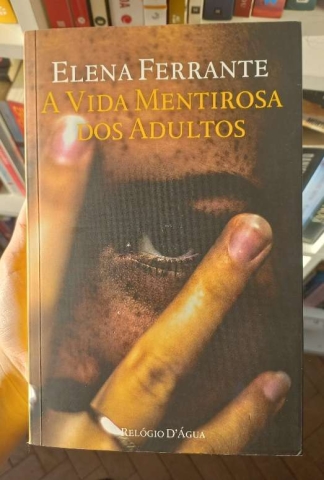 ELENA FERRANTE
A VIDA MENTIROSA
DOS ADULTOS
RELÓGIO D'ÁGUA